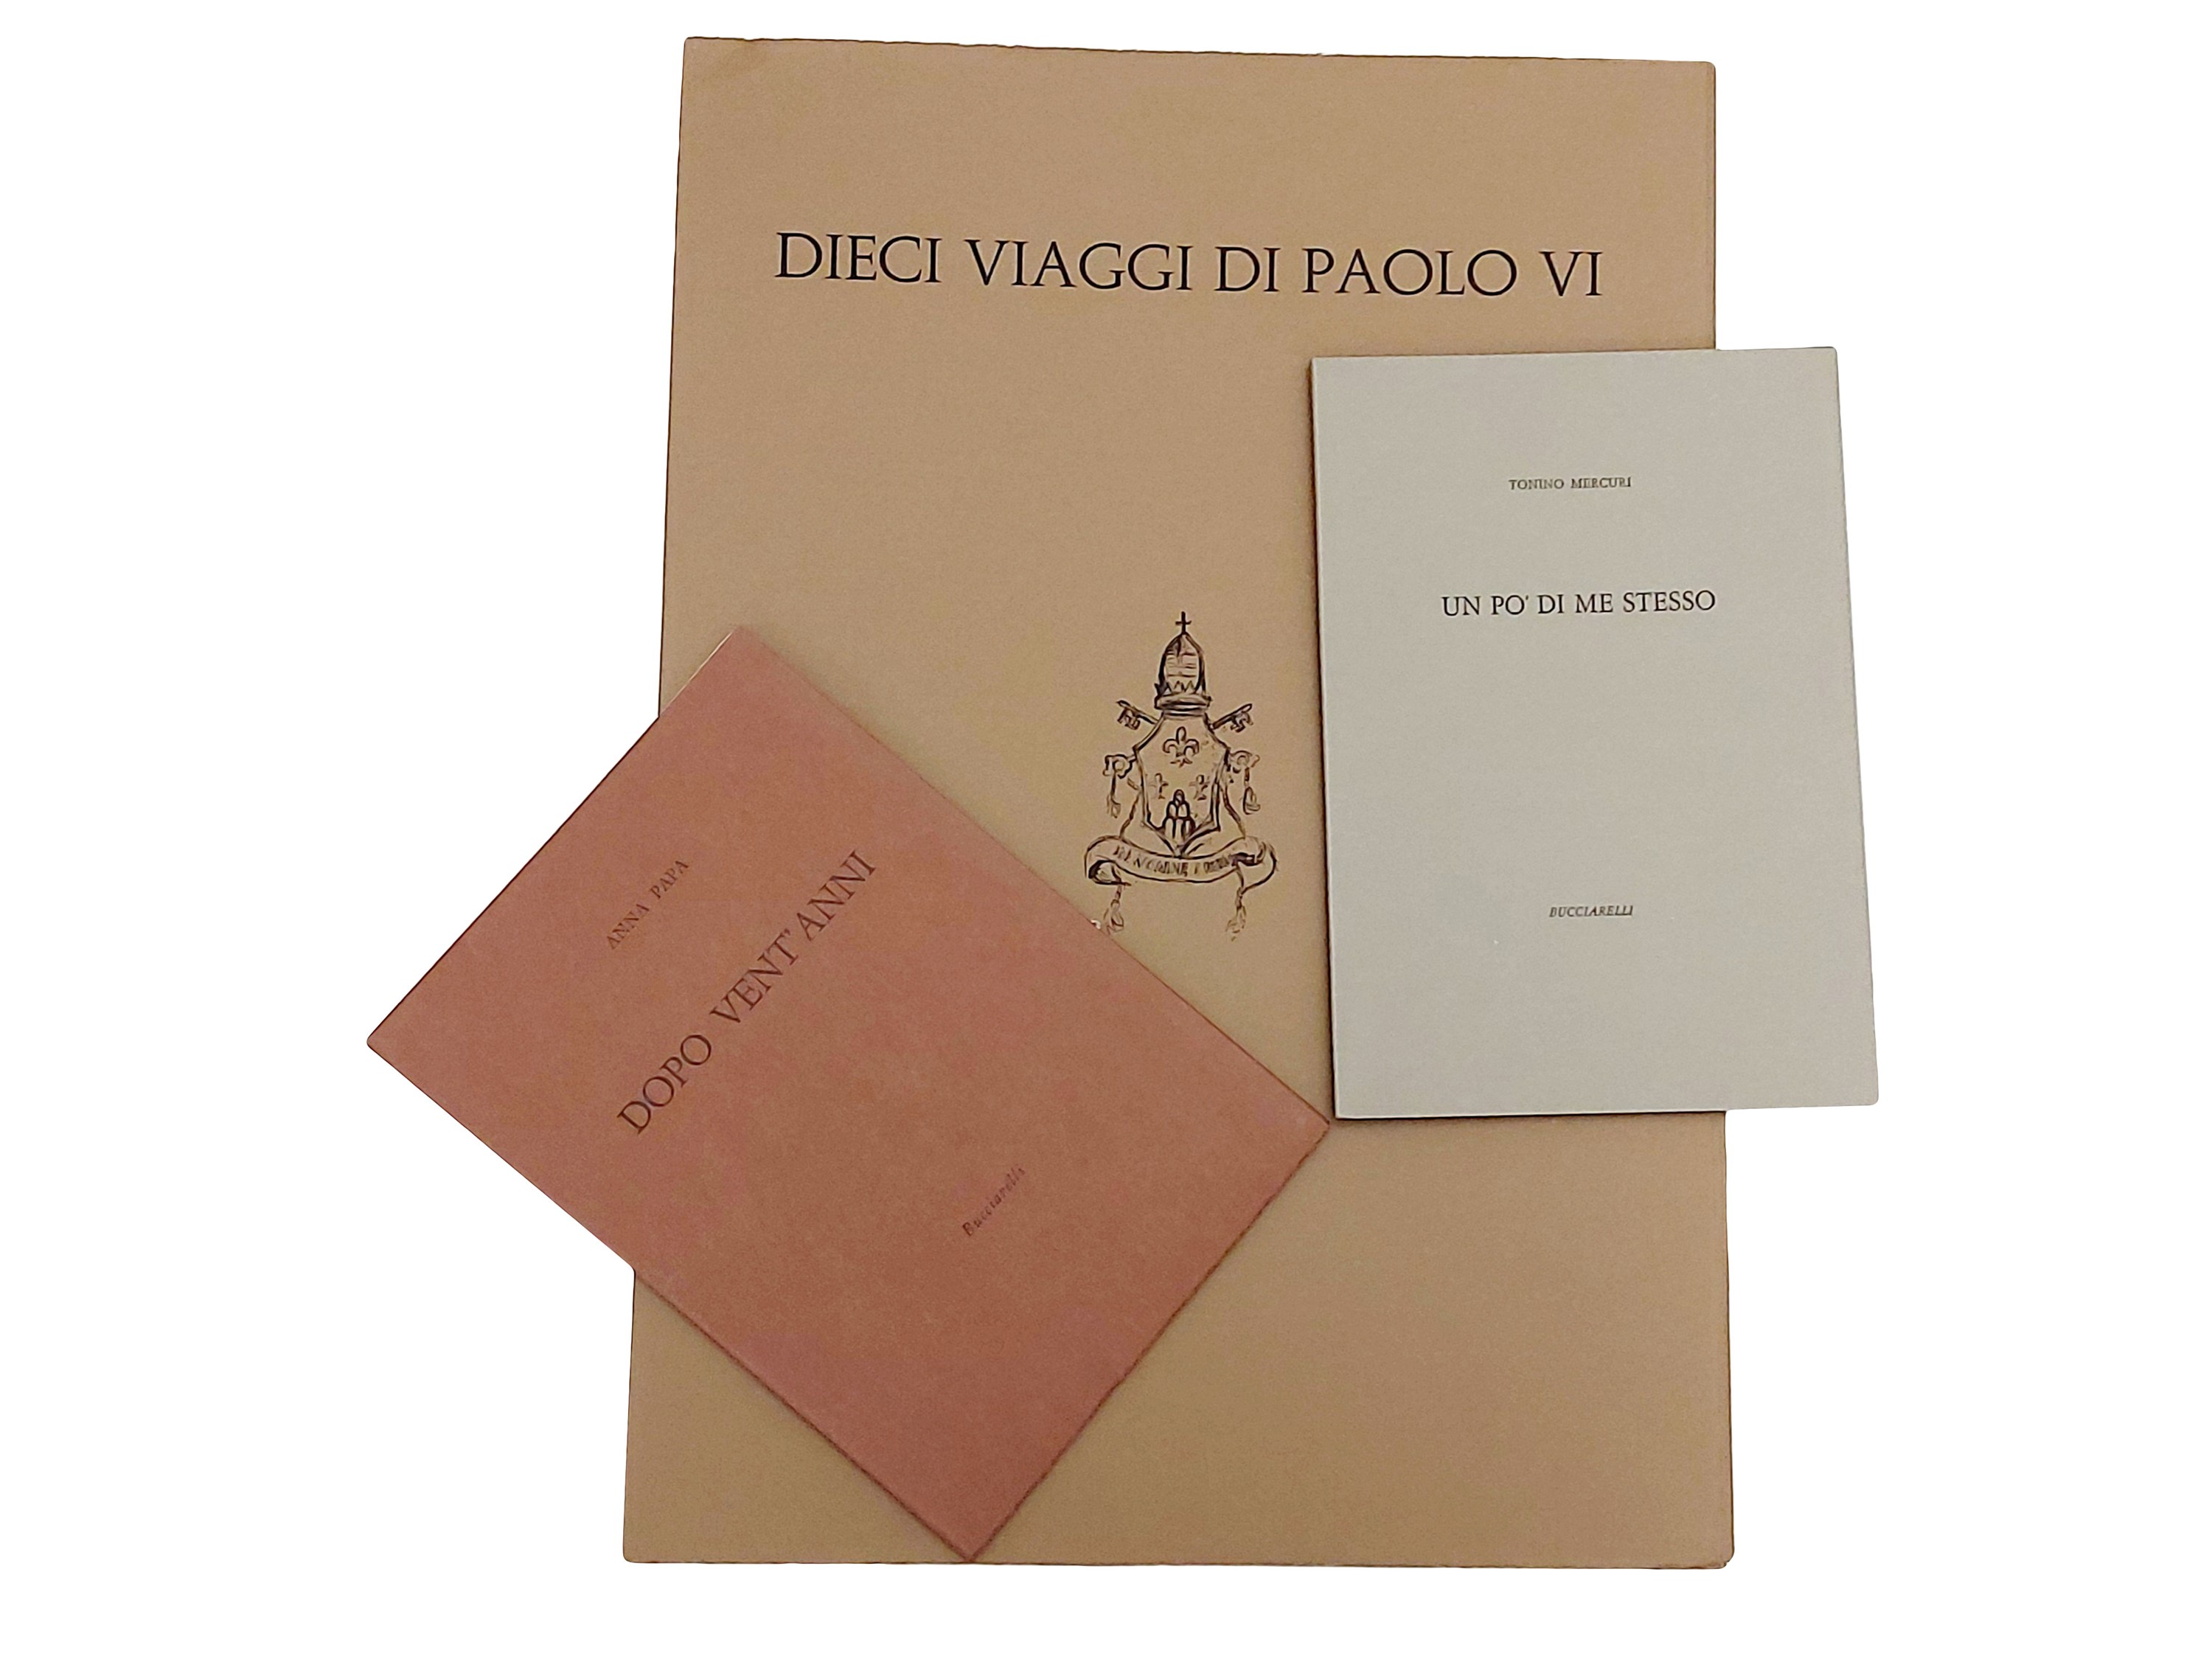 DIECI VIAGGI DI PAOLO VI
TONINO MERCURI
UN PO' DI ME STESSO
BUCCIARELLI
ANNA PAPA
DOPO VENT'ANNI
Bucciarelli